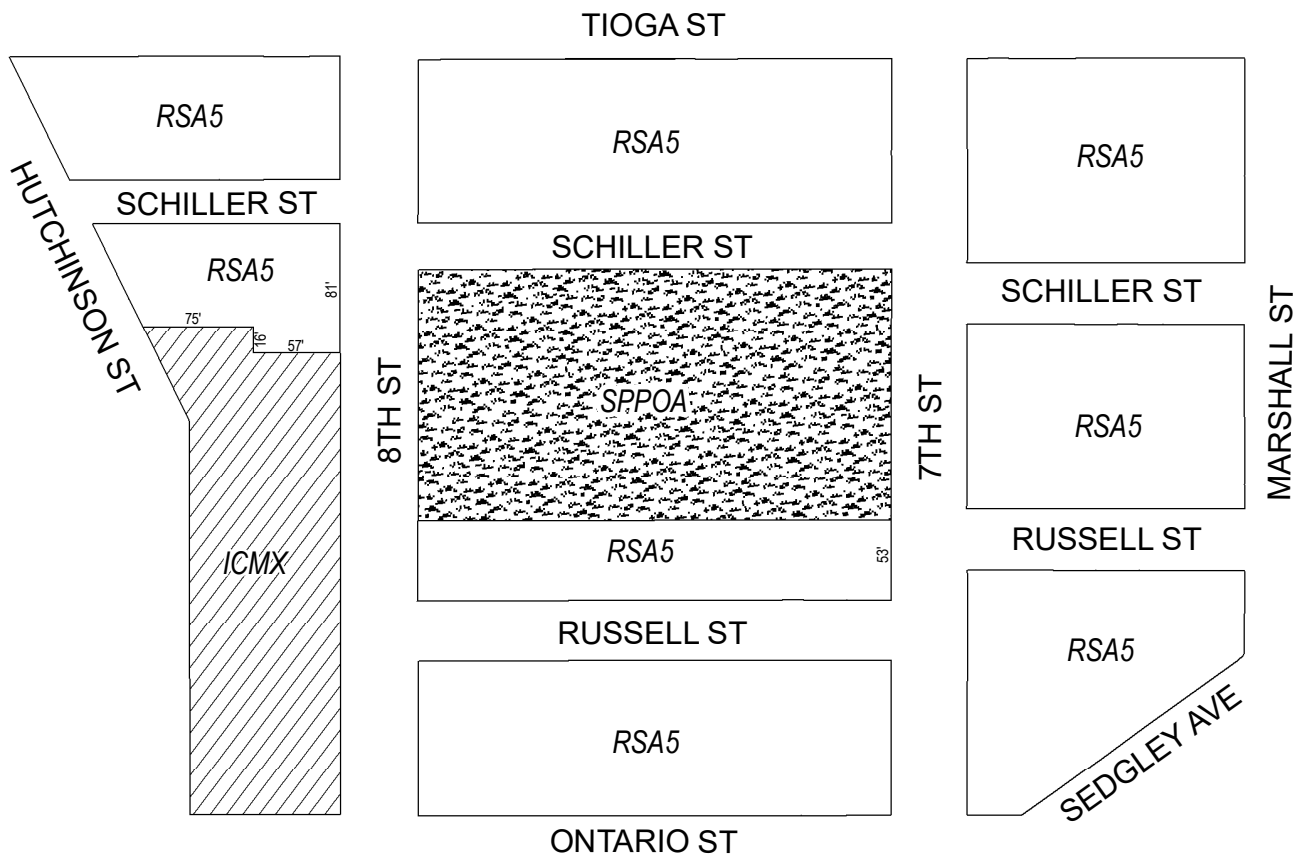 TIOGA ST
RSA5
RSA5
RSA5
HUTCHINSON ST
SCHILLER ST
SCHILLER ST
SCHILLER ST
RSA5
81'
75'
16'
57'
8TH ST
SPPOA
7TH ST
RSA5
MARSHALL ST
ICMX
RSA5
53'
RUSSELL ST
RUSSELL ST
RSA5
RSA5
SEDGLEY AVE
ONTARIO ST